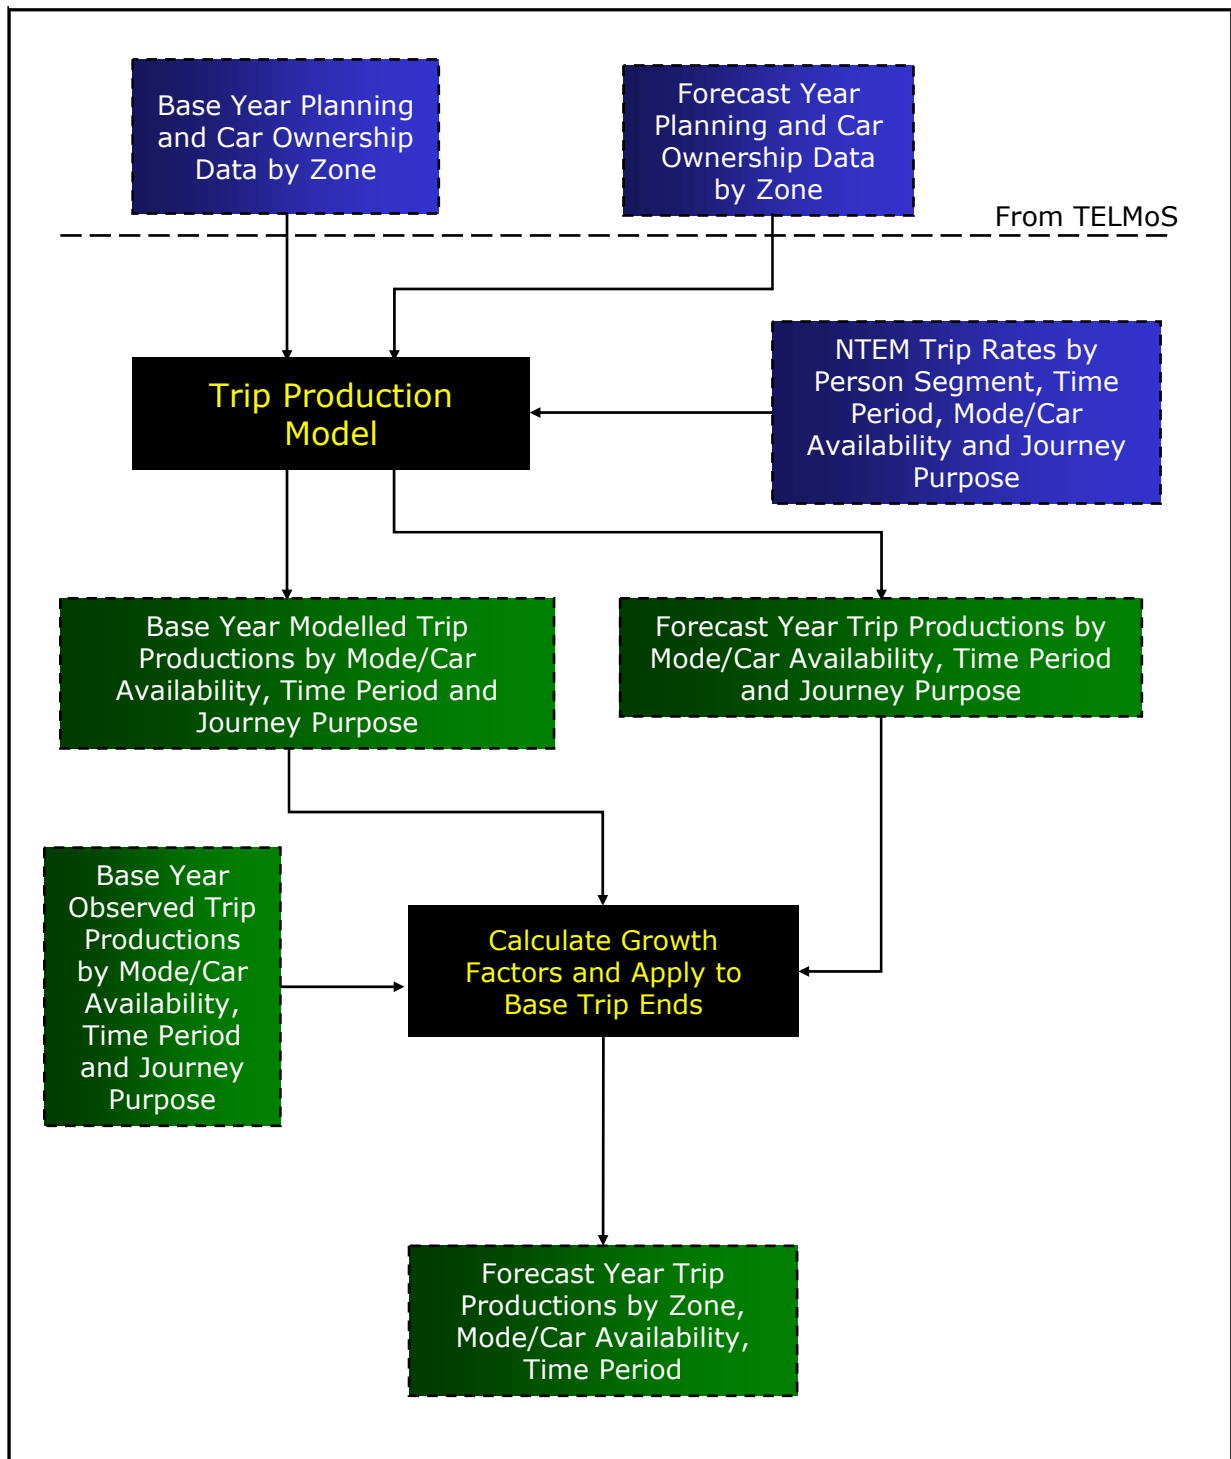 Base Year Planning
and Car Ownership
Data by Zone
Forecast Year
Planning and Car
Ownership Data
by Zone
From TELMoS
NTEM Trip Rates by
Person Segment, Time
Period, Mode/Car
Availability and Journey
Purpose
Trip Production
Model
Base Year Modelled Trip
Productions by Mode/Car
Availability, Time Period and
Journey Purpose
Forecast Year Trip Productions by
Mode/Car Availability, Time Period
and Journey Purpose
Base Year
Observed Trip
Productions
by Mode/Car
Availability,
Time Period
and Journey
Purpose
Calculate Growth
Factors and Apply to
Base Trip Ends
Forecast Year Trip
Productions by Zone,
Mode/Car Availability,
Time Period